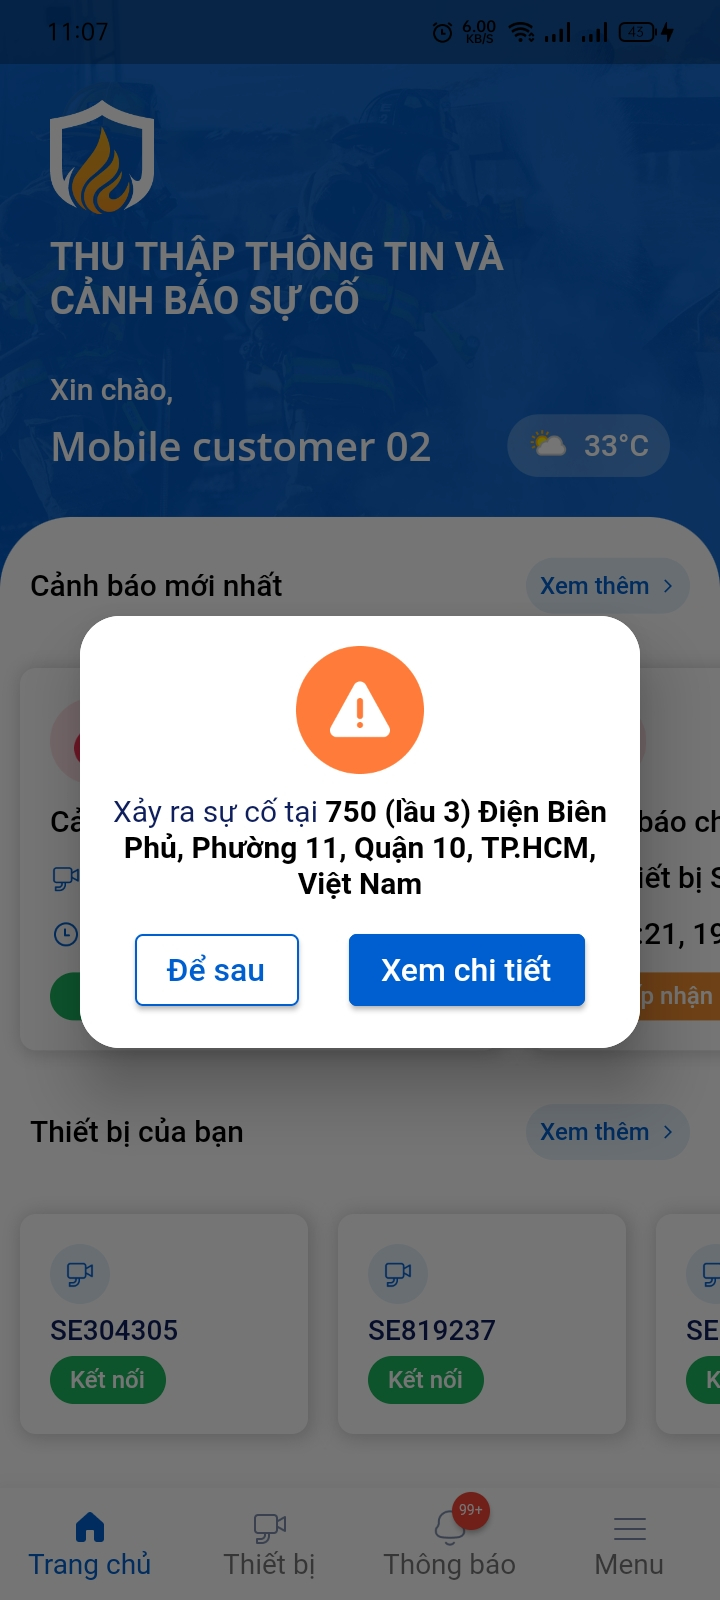 11:07
6.00
KB/S
43
THU THẬP THÔNG TIN VÀ
CẢNH BÁO SỰ CỐ
Xin chào,
Mobile customer 02
33°C
Cảnh báo mới nhất
Xem thêm
Xảy ra sự cố tại 750 (lầu 3) Điện Biên
Phủ, Phường 11, Quận 10, TP.HCM,
Việt Nam
Để sau
Xem chi tiết
báo
:21, 19
nhận
Thiết bị của bạn
Xem thêm
SE304305
Kết nối
SE819237
Kết nối
SE
Trang chủ
Thiết bị
99+
Thông báo
Menu